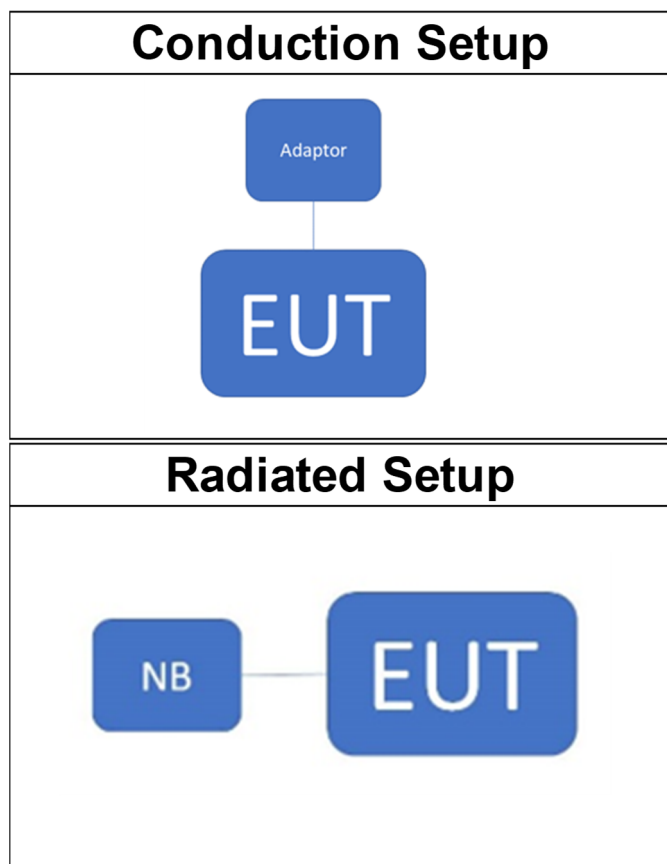 Conduction Setup
Adaptor
EUT
Radiated Setup
NB
EUT